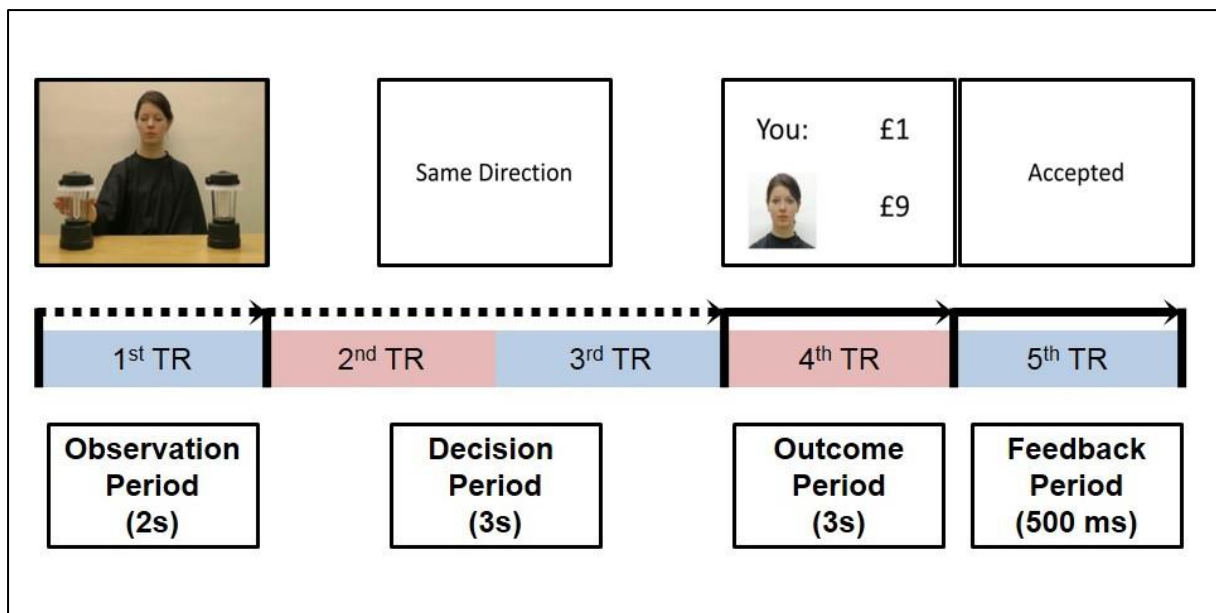 Same Direction
You: £1
£9
Accepted
1st TR
2nd TR
3rd TR
4th TR
5th TR
Observation
Period
(2s)
Decision
Period
(3s)
Outcome
Period
(3s)
Feedback
Period
(500 ms)